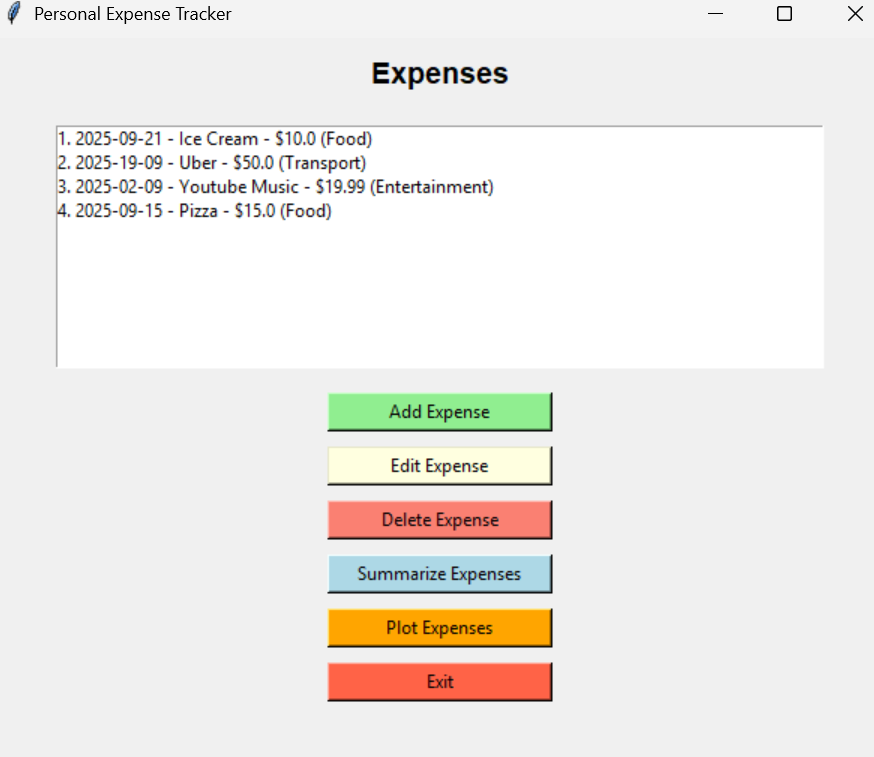 Personal Expense Tracker
Expenses
1. 2025-09-21 - Ice Cream - $10.0 (Food)
2. 2025-19-09 - Uber - $50.0 (Transport)
3. 2025-02-09 - Youtube Music - $19.99 (Entertainment)
4. 2025-09-15 - Pizza - $15.0 (Food)
Add Expense
Edit Expense
Delete Expense
Summarize Expenses
Plot Expenses
Exit